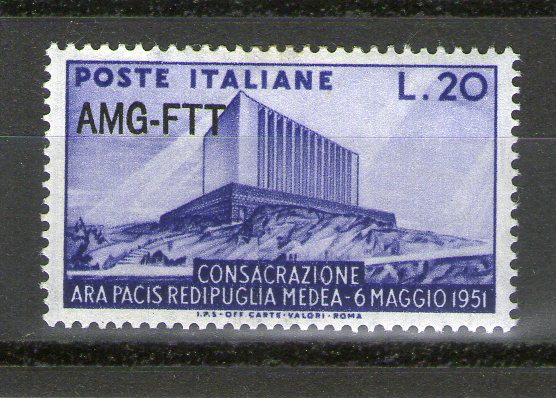 POSTE ITALIANE L.20
AMG-FTT
CONSACRAZIONE
ARA PACIS REDIPUGLIA MEDEA-6 MAGGIO 1951
I.P.S-OFF CARTE-VALORI-ROMA